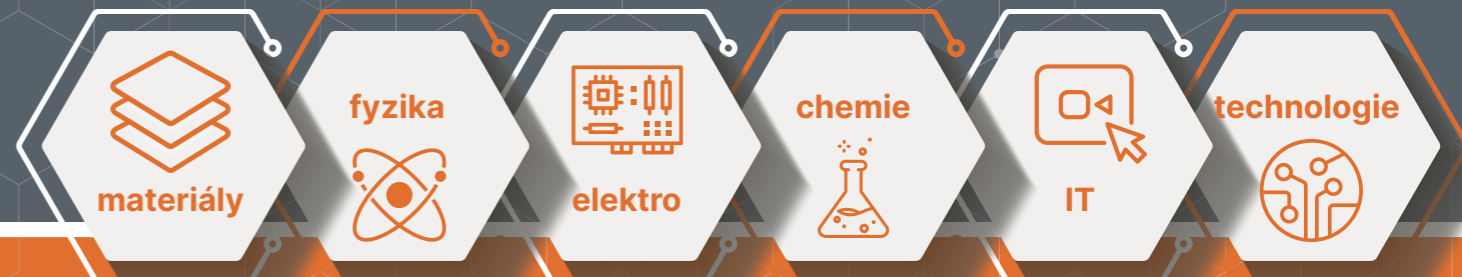 materiály
fyzika
elektro
chemie
IT
technologie